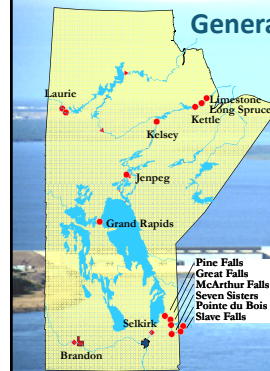 Genera
Laurie
Limestone
Long Spruce
Kettle
Kelsey
Jenpeg
Grand Rapids
Pine Falls
Great Falls
McArthur Falls
Seven Sisters
Pointe du Bois
Slave Falls
Selkirk
Brandon